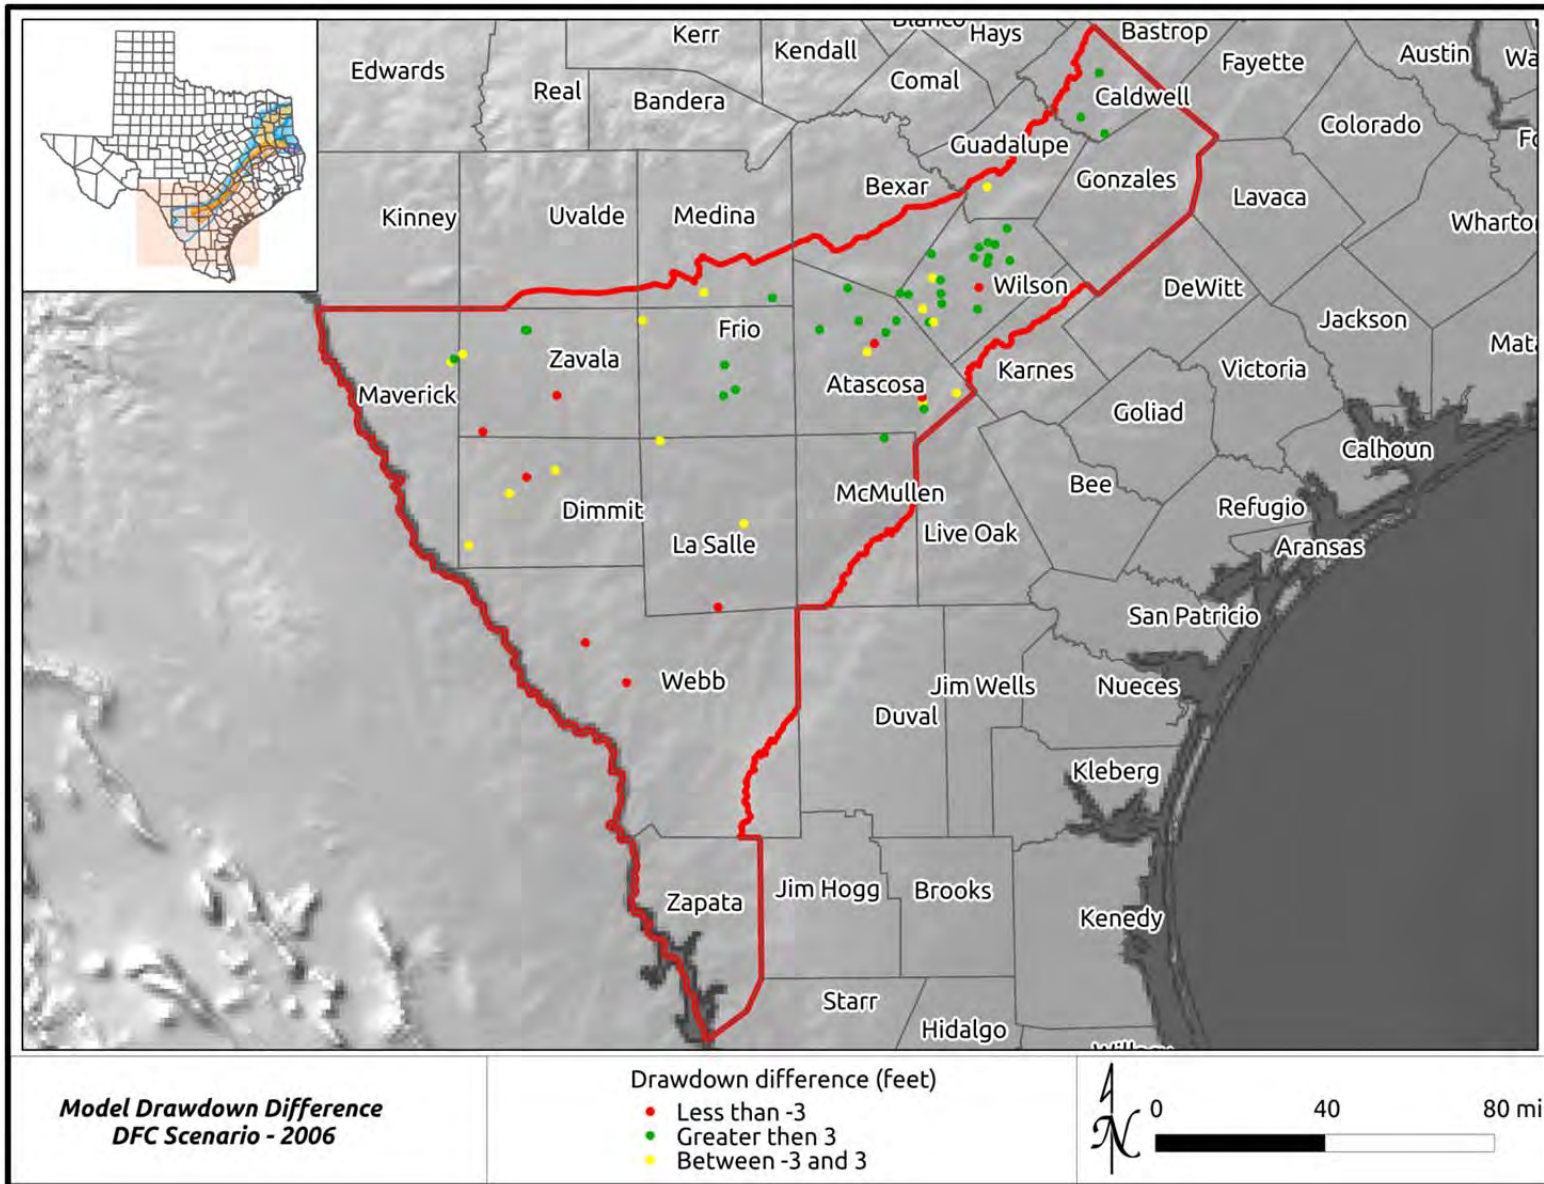 Blanco
Kerr
Hays
Bastrop
Kendall
Austin
Wa
Edwards
Fayette
Real
Comal
Bandera
Caldwell
Colorado
Fo
Guadalupe
Gonzales
Bexar
Lavaca
Kinney
Uvalde
Medina
Wharton
Wilson
DeWitt
Frio
Jackson
Zavala
Mata
Karnes
Victoria
Maverick
Atascosa
Goliad
Calhoun
Bee
McMullen
Dimmit
Refugio
Live Oak
La Salle
Aransas
San Patricio
Webb
Jim Wells
Nueces
Duval
Kleberg
Jim Hogg
Brooks
Zapata
Kenedy
Starr
Hidalgo
Model Drawdown Difference
DFC Scenario - 2006
Drawdown difference (feet)
Less than -3
Greater then 3
Between -3 and 3
N
0 40 80 mi